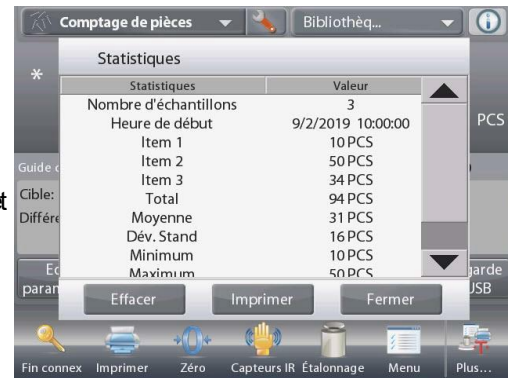 Comptage de pièces Bibliothèq...
Statistiques
*
Statistiques Valeur
Nombre d'échantillons 3
Heure de début 9/2/2019 10:00:00
PCS
Item 1 10 PCS
Item 2 50 PCS
Guide
Item 3 34 PCS
Cible: Total 94 PCS
Moyenne 31 PCS
Dév. Stand 16 PCS
Minimum 10 PCS
Maximum 50 PCS
Effacer Imprimer Fermer
Fin connex Imprimer Zéro Capteurs IR Étalonnage Menu Plus...